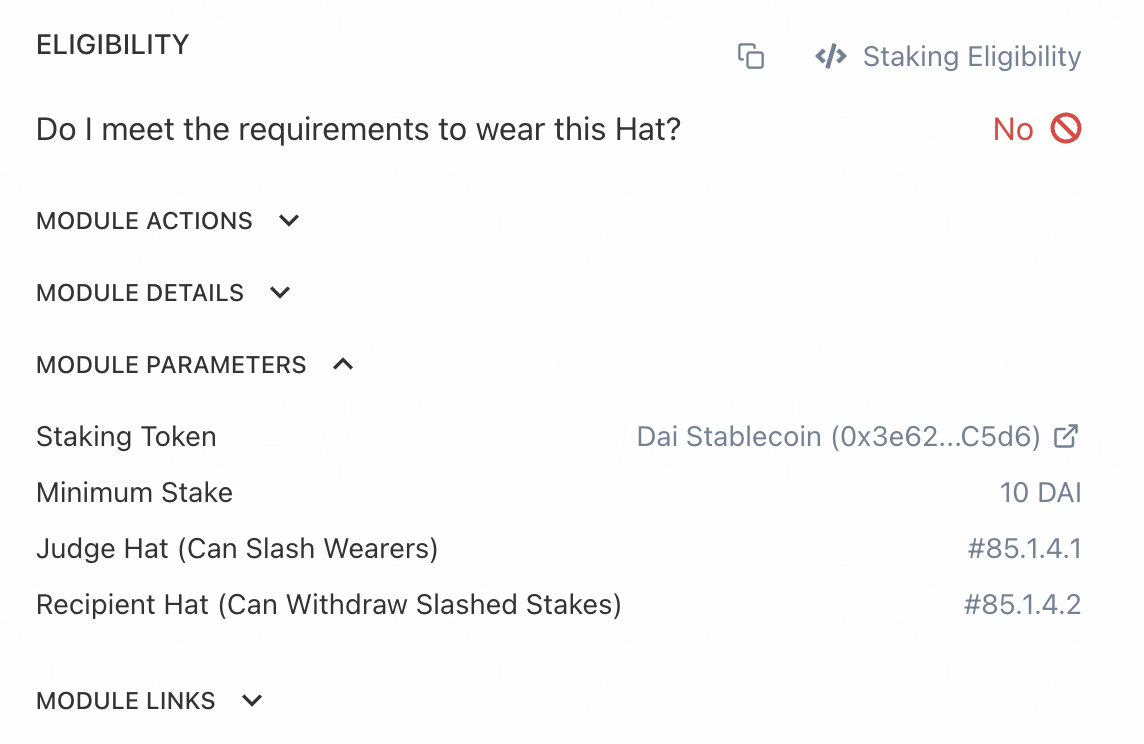 ELIGIBILITY
Staking Eligibility
Do I meet the requirements to wear this Hat? No
MODULE ACTIONS
MODULE DETAILS
MODULE PARAMETERS
Staking Token Dai Stablecoin (0x3e62...C5d6)
Minimum Stake 10 DAI
Judge Hat (Can Slash Wearers) #85.1.4.1
Recipient Hat (Can Withdraw Slashed Stakes) #85.1.4.2
MODULE LINKS